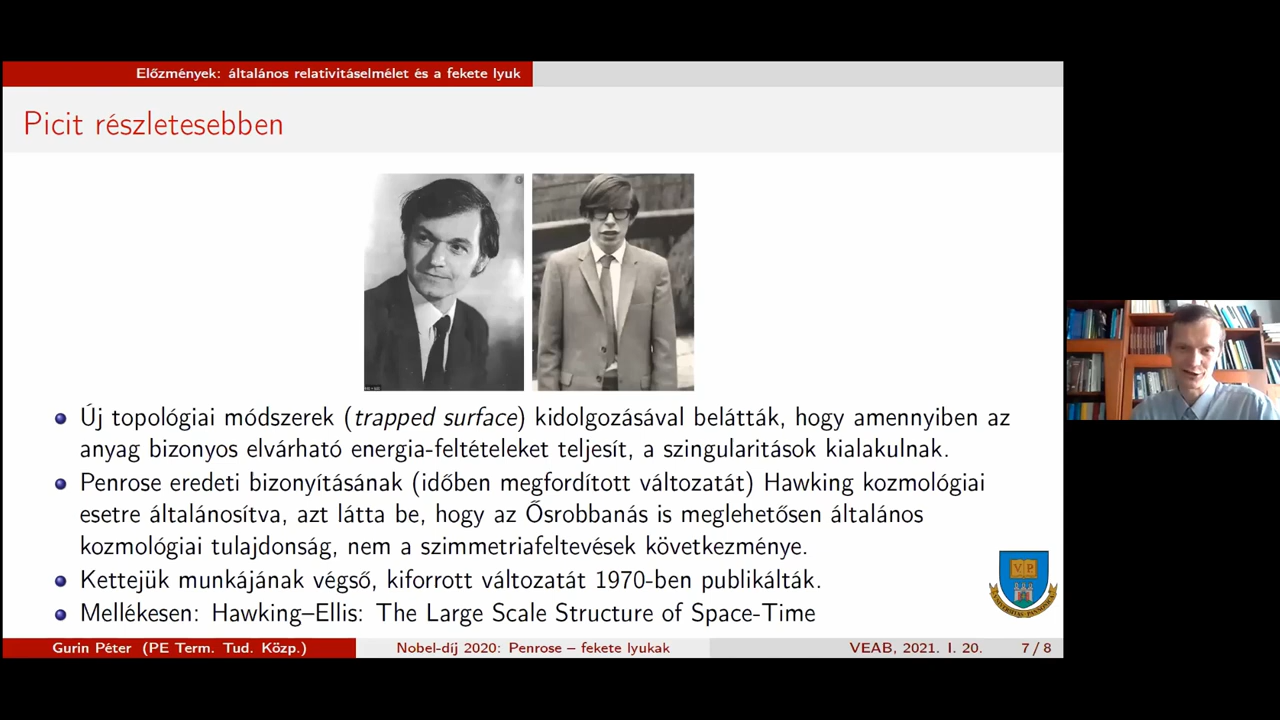 Előzmények: általános relativitáselmélet és a fekete lyuk
Picit részletesebben
Új topológiai módszerek (trapped surface) kidolgozásával belátták, hogy amennyiben az
anyag bizonyos elvárható energia-feltételeket teljesít, a szingularitások kialakulnak.
Penrose eredeti bizonyításának (időben megfordított változatát) Hawking kozmológiai
esetre általánosítva, azt látta be, hogy az Ősrobbanás is meglehetősen általános
kozmológiai tulajdonság, nem a szimmetriafeltevések következménye.
Kettejük munkájának végső, kiforrott változatát 1970-ben publikálták.
Mellékesen: Hawking–Ellis: The Large Scale Structure of Space-Time
VP
Gurin Péter (PE Term. Tud. Közp.)
Nobel-díj 2020: Penrose – fekete lyukak
VEAB, 2021. I. 20.
7 / 8